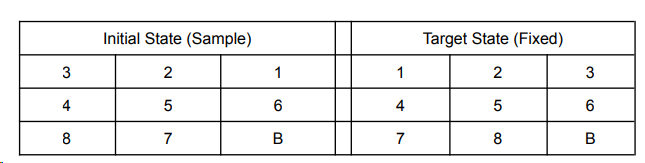 Initial State (Sample) Target State (Fixed)
3 2 1 1 2 3
4 5 6 4 5 6
8 7 B 7 8 B